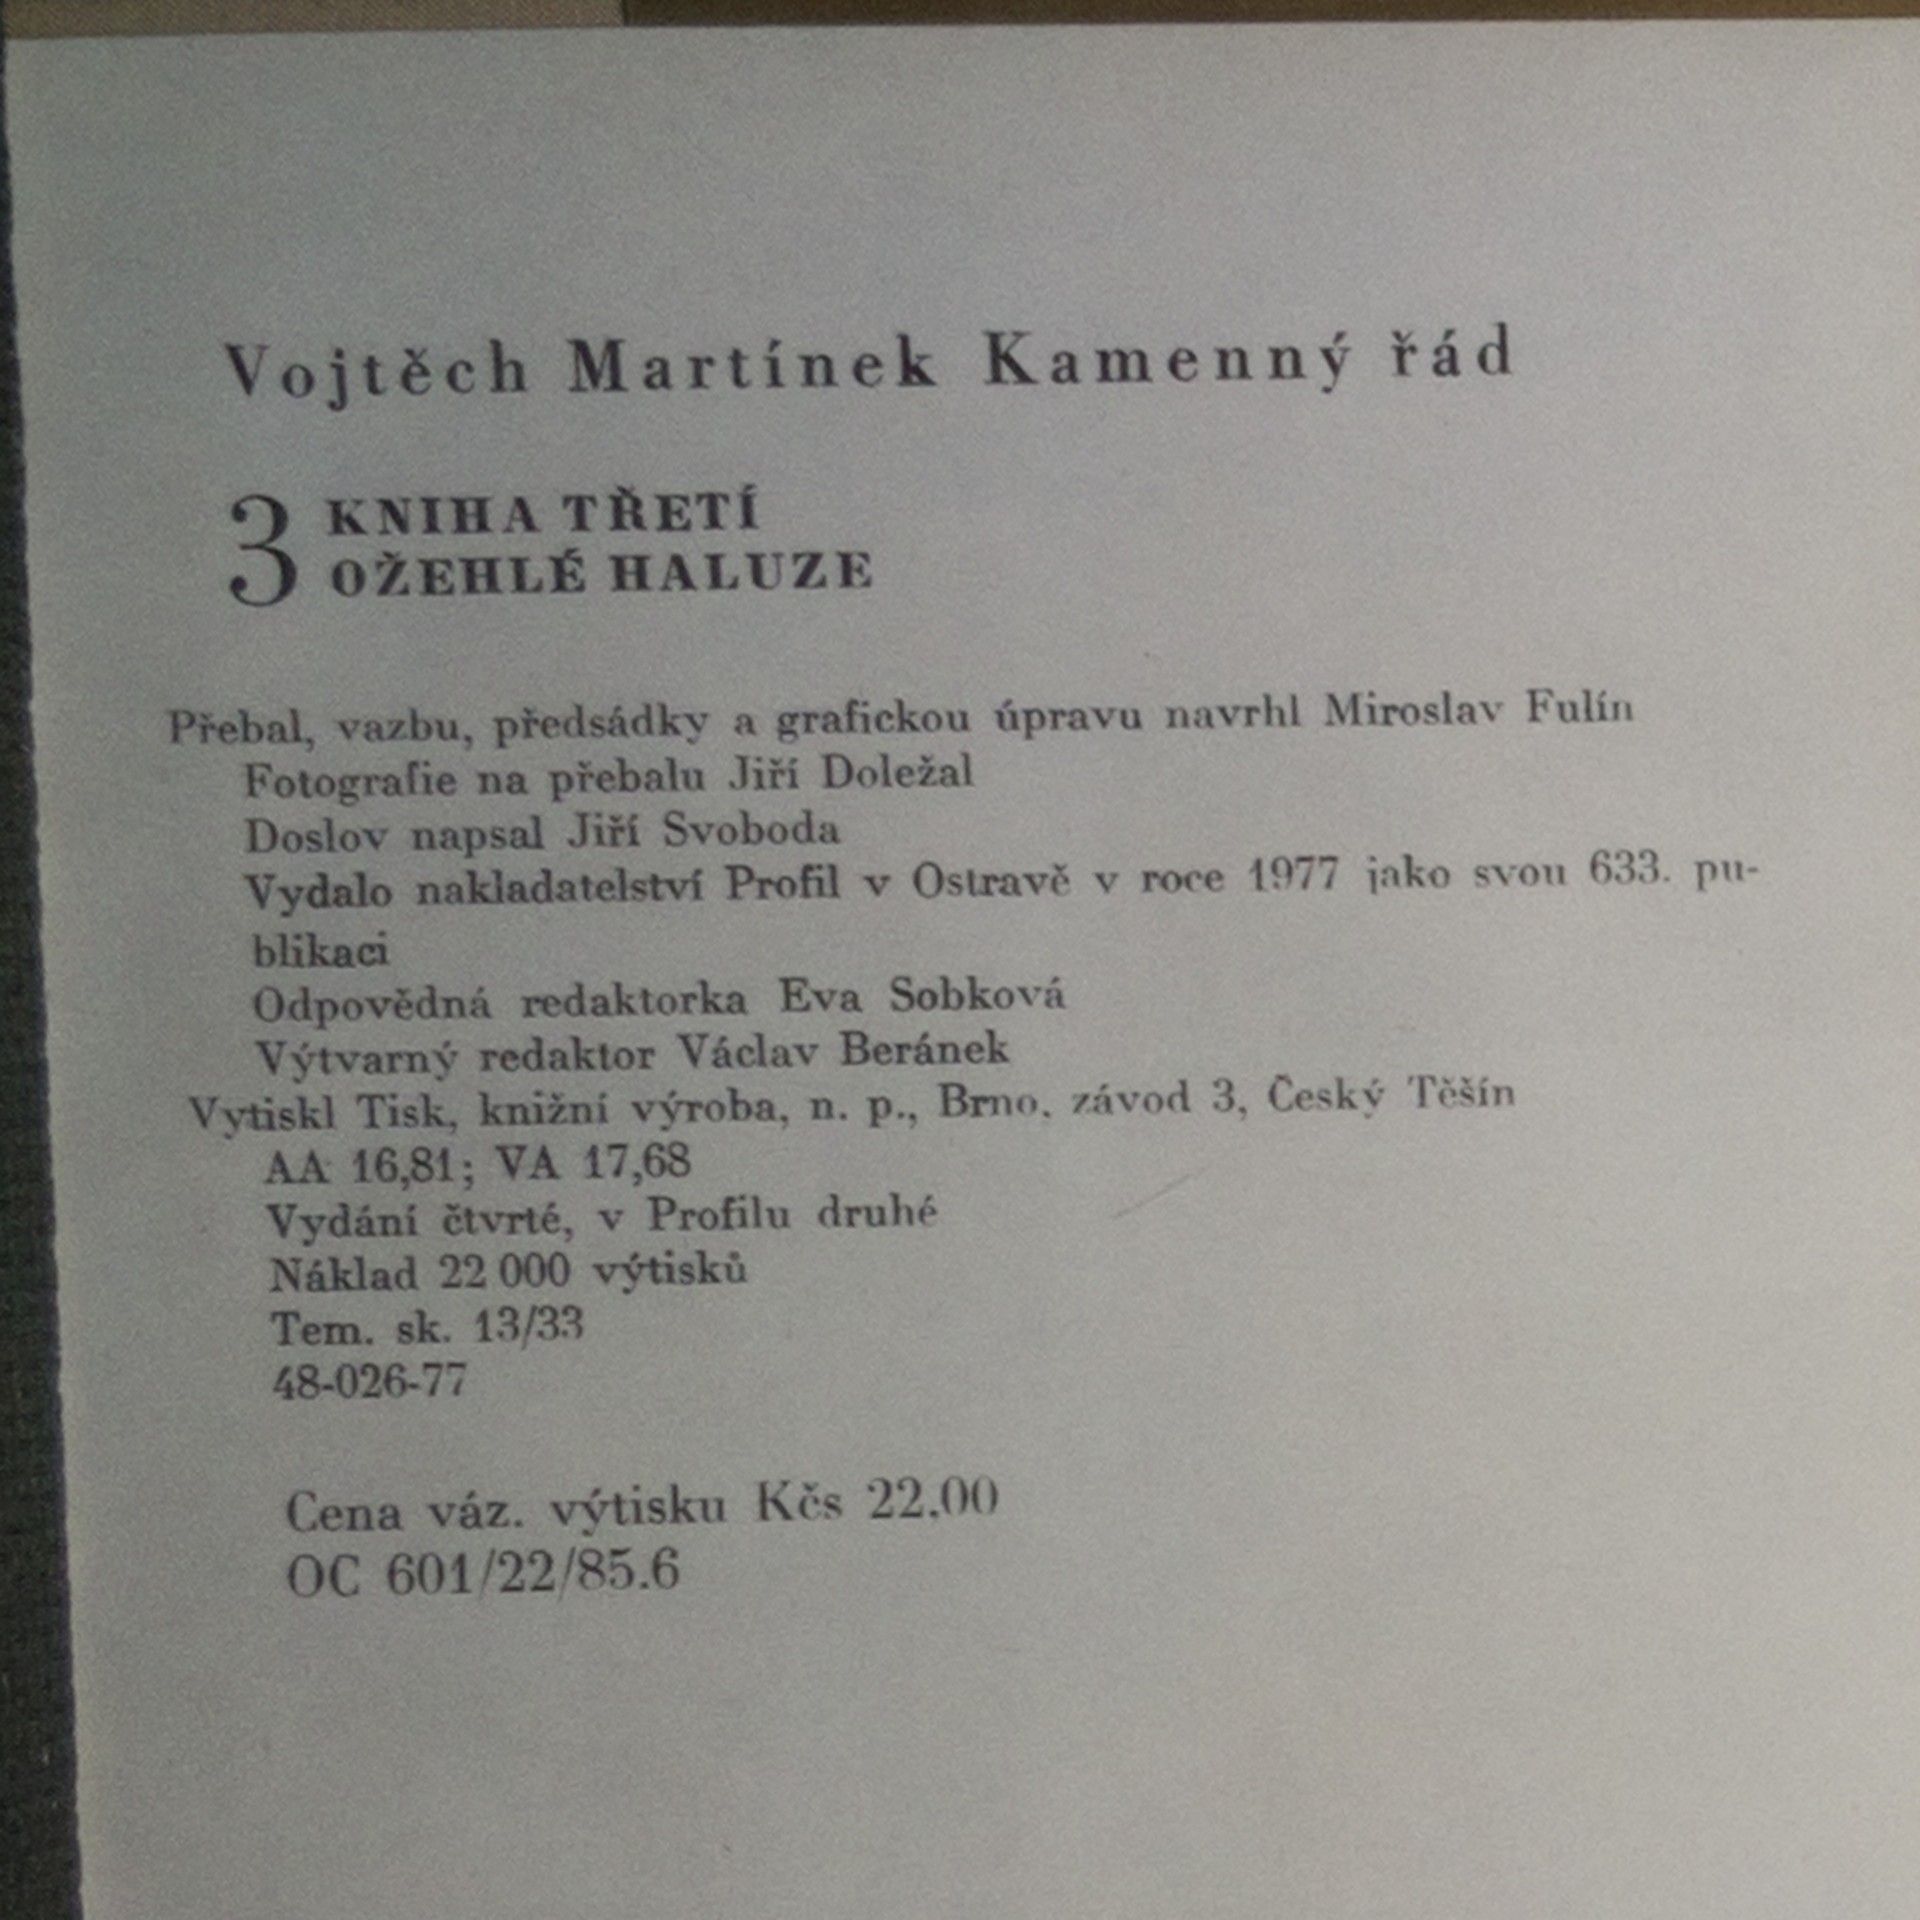 Vojtěch Martínek Kamenný řád
3 KNIHA TŘETÍ
OŽEHLÉ HALUZE
Přebal, vazbu, předsádky a grafickou úpravu navrhl Miroslav Fulín
Fotografie na přebalu Jiří Doležal
Doslov napsal Jiří Svoboda
Vydalo nakladatelství Profil v Ostravě v roce 1977 jako svou 633. pu-
blikaci
Odpovědná redaktorka Eva Sobková
Výtvarný redaktor Václav Beránek
Vytiskl Tisk, knižní výroba, n. p., Brno, závod 3, Český Těšín
AA 16,81; VA 17,68
Vydání čtvrté, v Profilu druhé
Náklad 22 000 výtisků
Tem. sk. 13/33
48-026-77
Cena váz. výtisku Kčs 22.00
OC 601/22/85.6